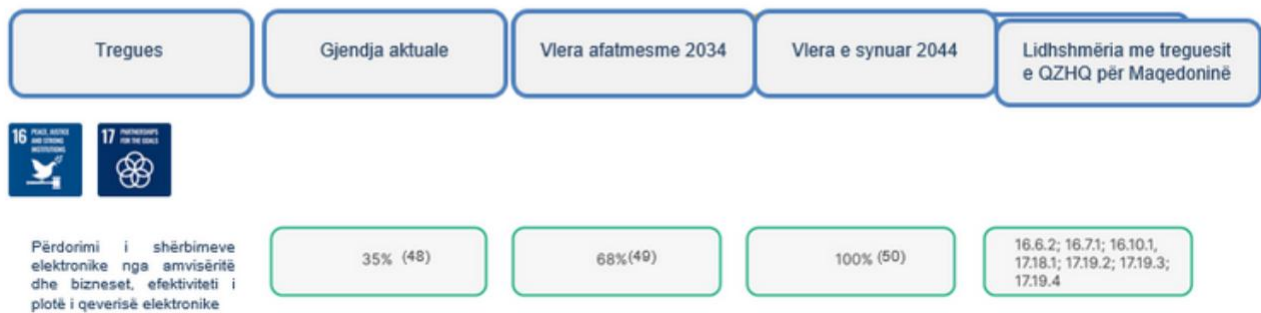 Tregues
Gjendja aktuale
Vlera afatmesme 2034
Vlera e synuar 2044
Lidhshmëria me treguesit
e QZHQ për Maqedoninë
16 PEACE, JUSTICE
AND STRONG
INSTITUTIONS
17 PARTNERSHIPS
FOR THE GOALS
Përdorimi i shërbimeve
elektronike nga amvisëritë
dhe bizneset, efektiviteti i
plotë i qeverisë elektronike
35% (48)
68%(49)
100% (50)
16.6.2; 16.7.1; 16.10.1,
17.18.1; 17.19.2; 17.19.3;
17.19.4